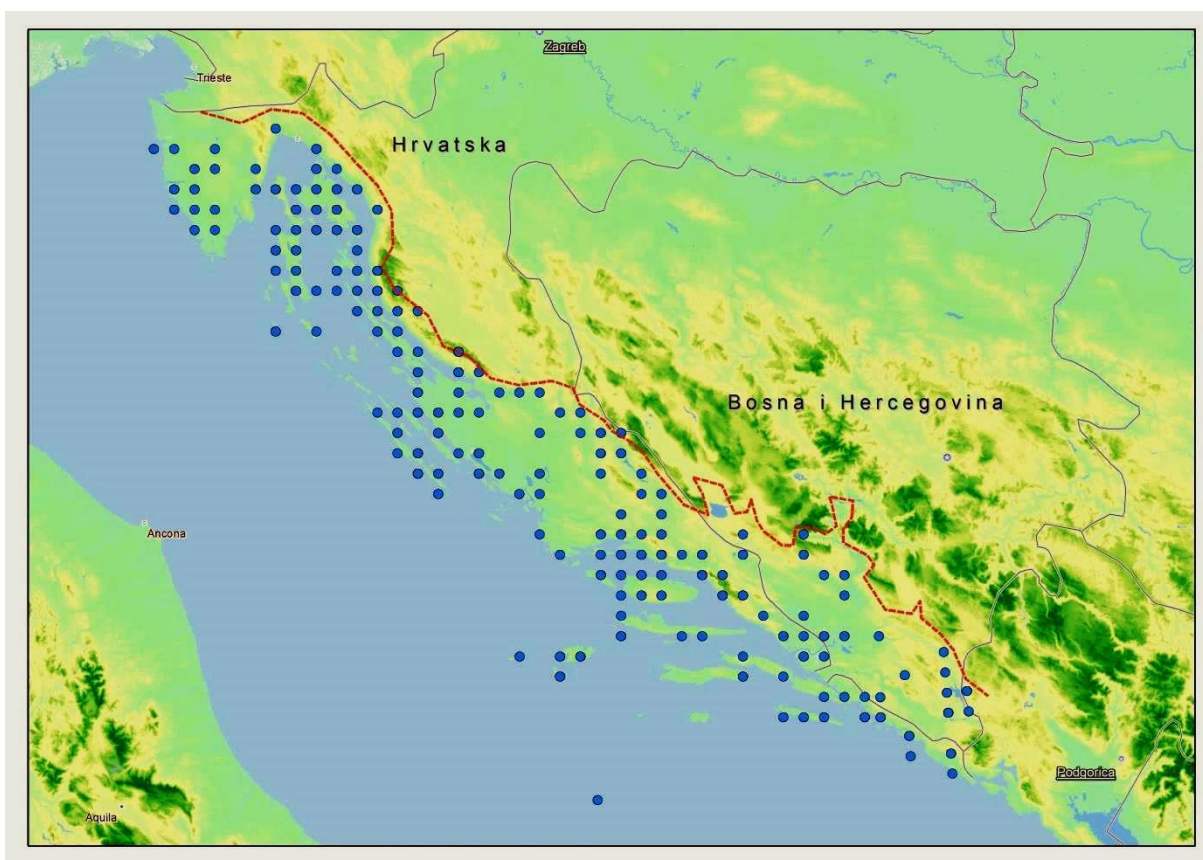 Zagreb
Trieste
Hrvatska
Bosna i Hercegovina
Ancona
Podgorica
Aquila